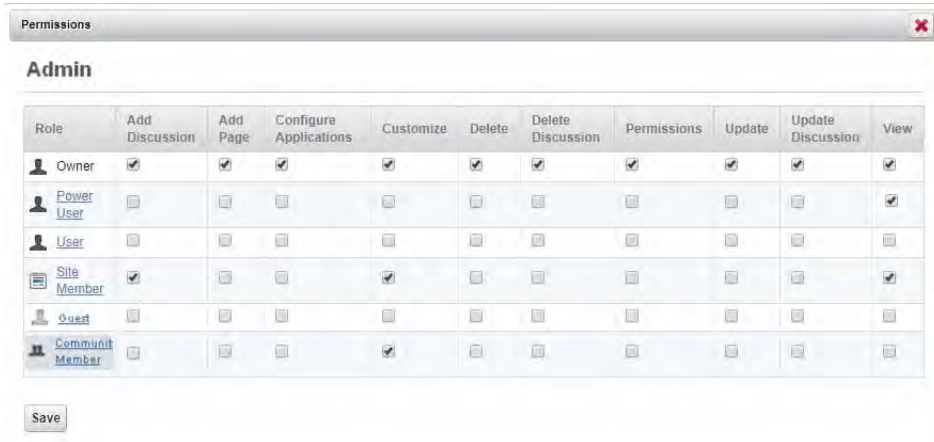 Permissions
Admin
Role
Add
Discussion
Add
Page
Configure
Applications
Customize
Delete
Delete
Discussion
Permissions
Update
Update
Discussion
View
Owner
Power
User
User
Site
Member
Guest
Communit
Member
Save